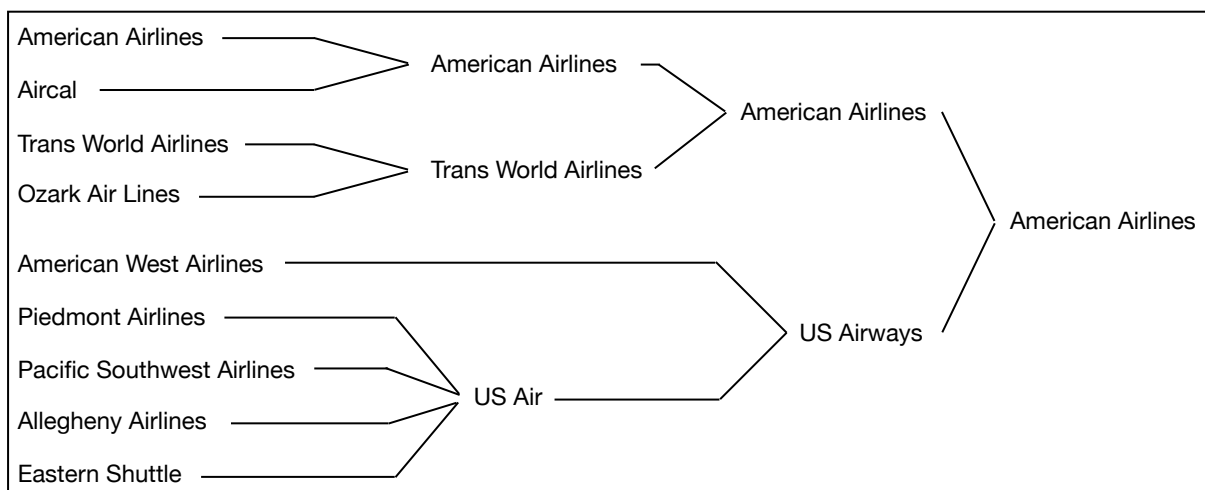 American Airlines
Aircal
American Airlines
Trans World Airlines
Ozark Air Lines
Trans World Airlines
American Airlines
American West Airlines
Piedmont Airlines
Pacific Southwest Airlines
Allegheny Airlines
Eastern Shuttle
US Air
US Airways
American Airlines